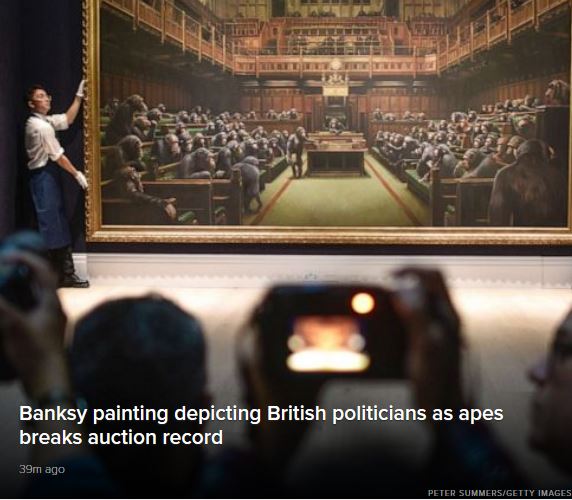 Banksy painting depicting British politicians as apes
breaks auction record
39m ago
PETER SUMMERS/GETTY IMAGES